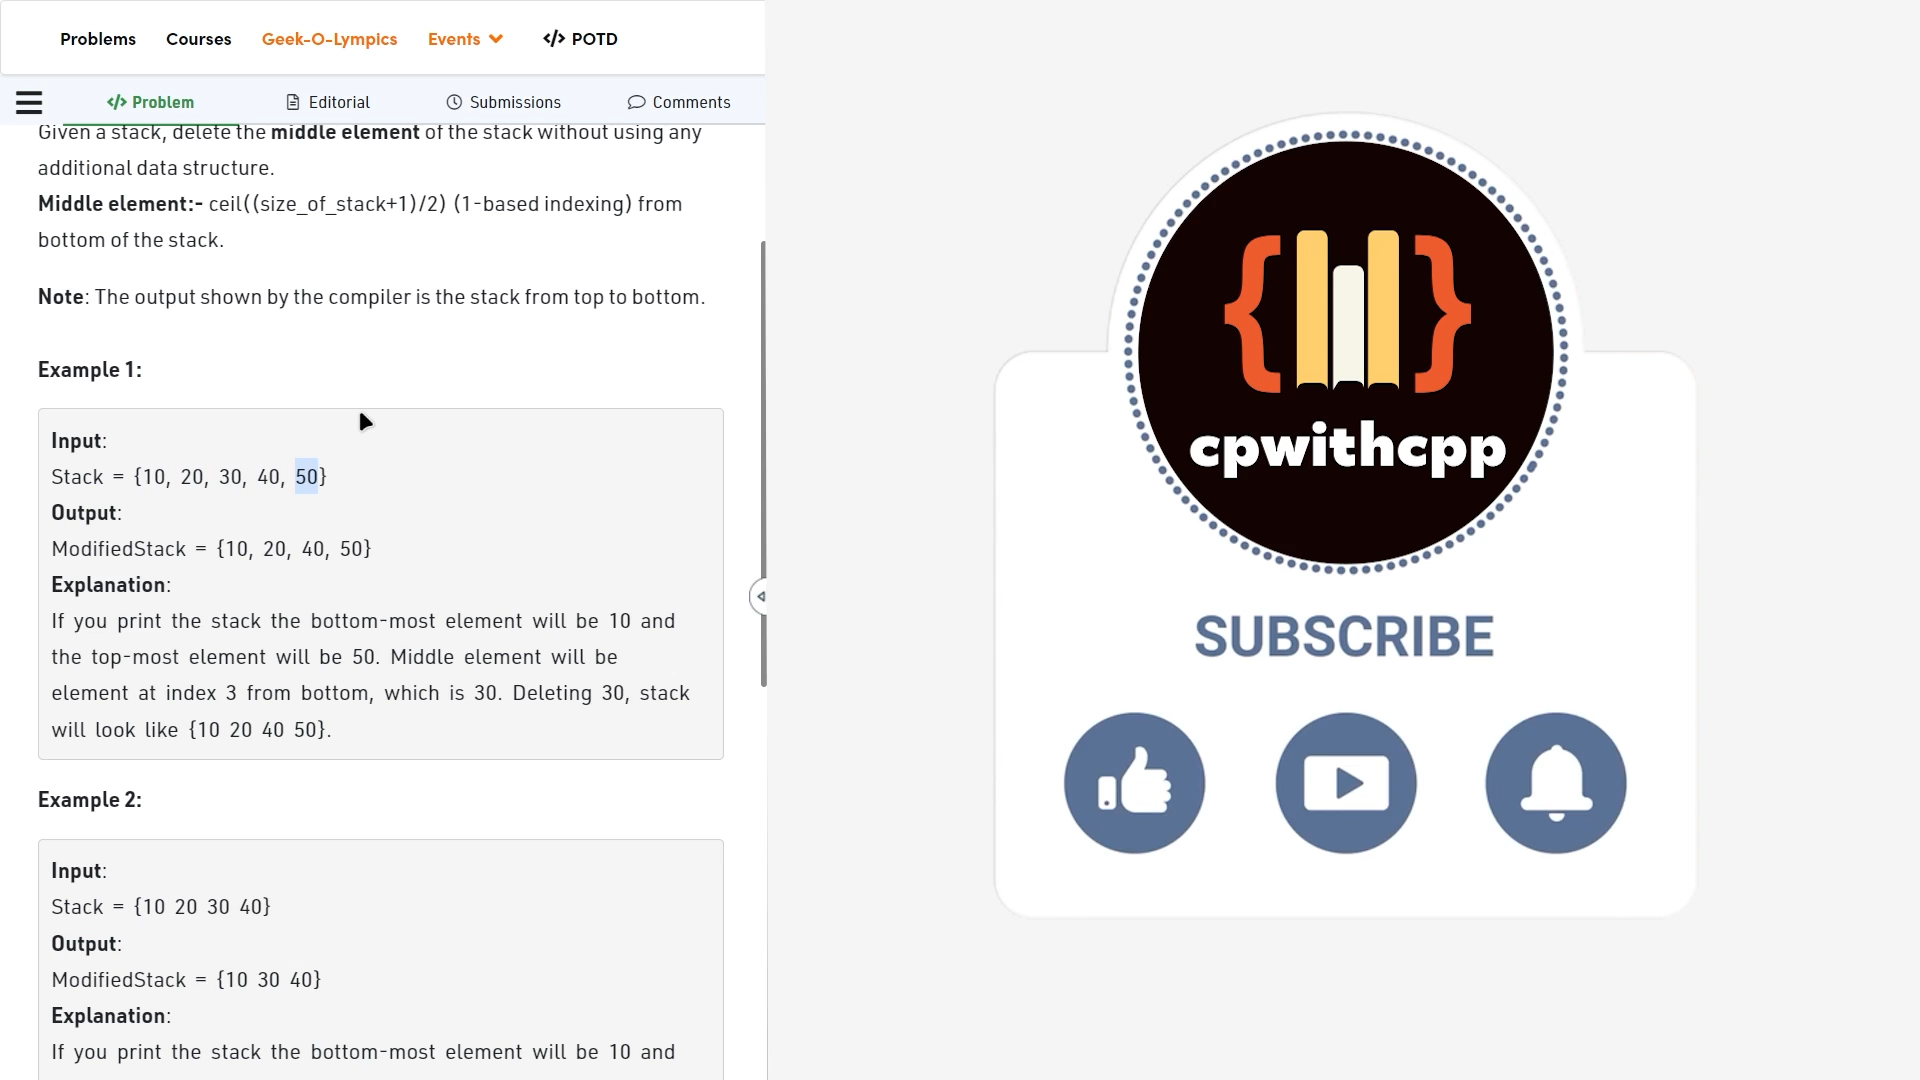 Problems Courses Geek-O-Lympics Events POTD
Problem Editorial Submissions Comments
Given a stack, delete the middle element of the stack without using any
additional data structure.
Middle element:- ceil((size_of_stack+1)/2) (1-based indexing) from
bottom of the stack.
Note: The output shown by the compiler is the stack from top to bottom.
Example 1:
Input:
Stack = {10, 20, 30, 40, 50}
Output:
ModifiedStack = {10, 20, 40, 50}
Explanation:
If you print the stack the bottom-most element will be 10 and
the top-most element will be 50. Middle element will be
element at index 3 from bottom, which is 30. Deleting 30, stack
will look like {10 20 40 50}.
Example 2:
Input:
Stack = {10 20 30 40}
Output:
ModifiedStack = {10 30 40}
Explanation:
If you print the stack the bottom-most element will be 10 and
cpwithcpp
SUBSCRIBE